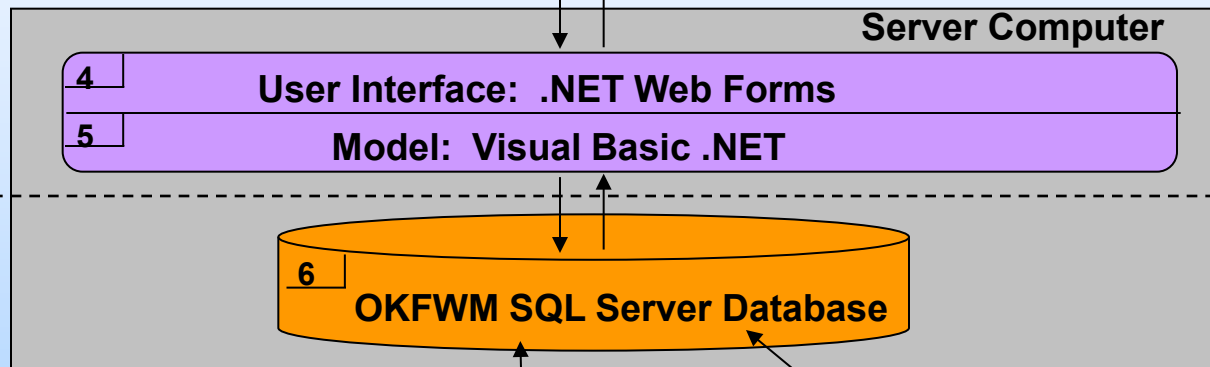 Server Computer
4
User Interface: .NET Web Forms
5
Model: Visual Basic .NET
6
OKFWM SQL Server Database